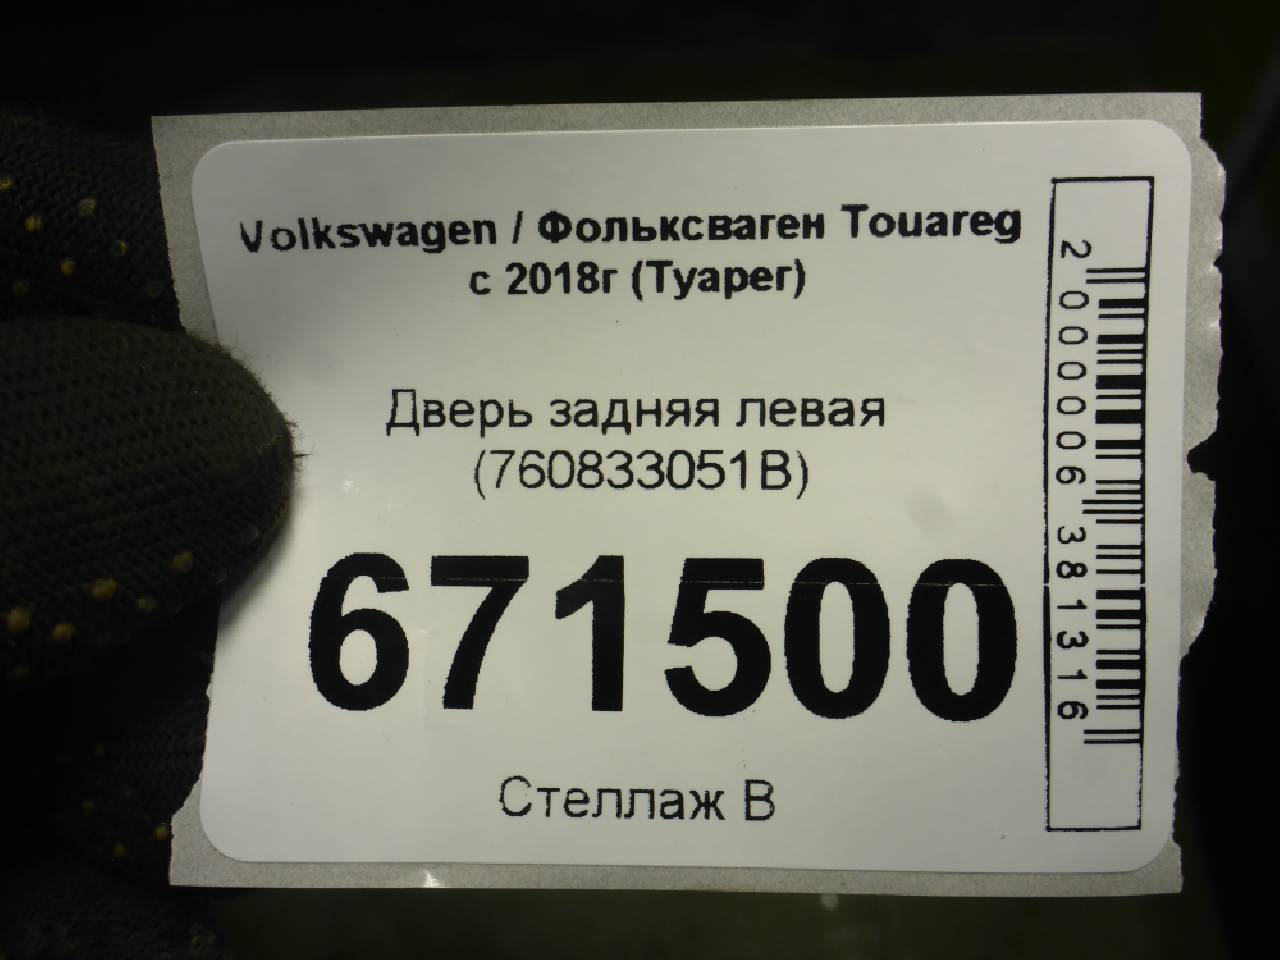 Volkswagen / Фольксваген Touareg
с 2018г (Туарег)
Дверь задняя левая
(760833051B)
671500
Стеллаж В
2000006381316